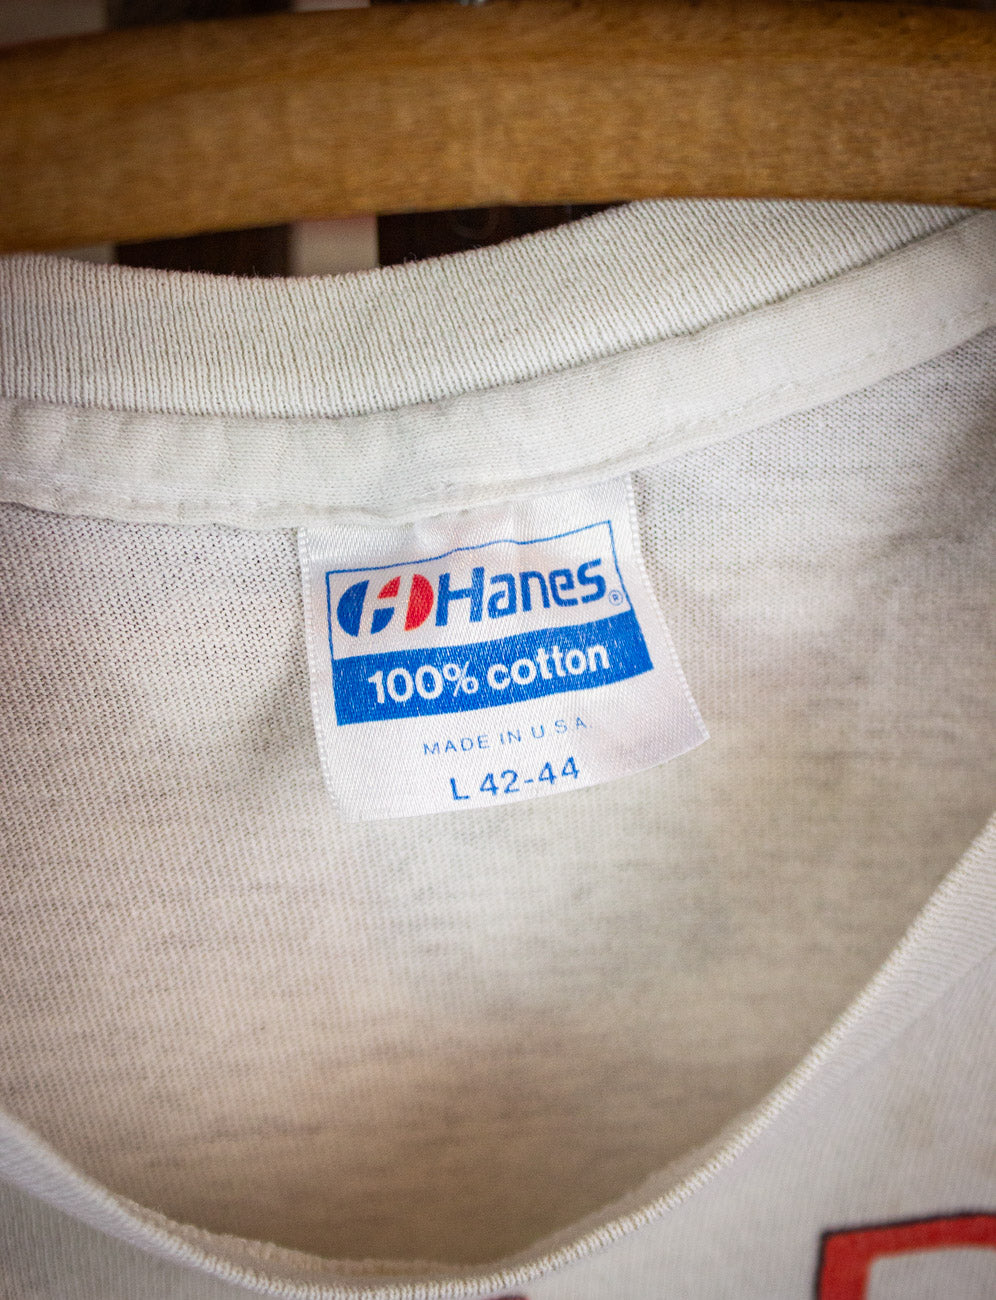 Hanes®
100% cotton
MADE IN U.S.A.
L 42-44